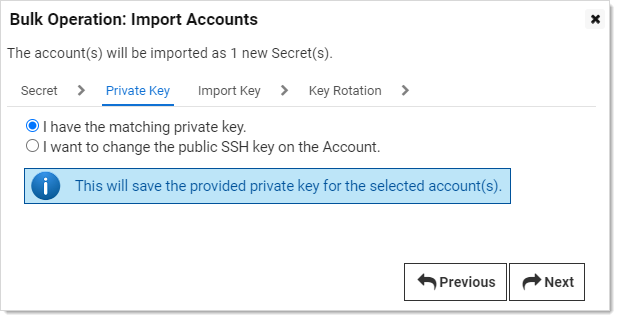 Bulk Operation: Import Accounts
The account(s) will be imported as 1 new Secret(s).
Secret Private Key Import Key Key Rotation
I have the matching private key.
I want to change the public SSH key on the Account.
This will save the provided private key for the selected account(s).
Previous Next